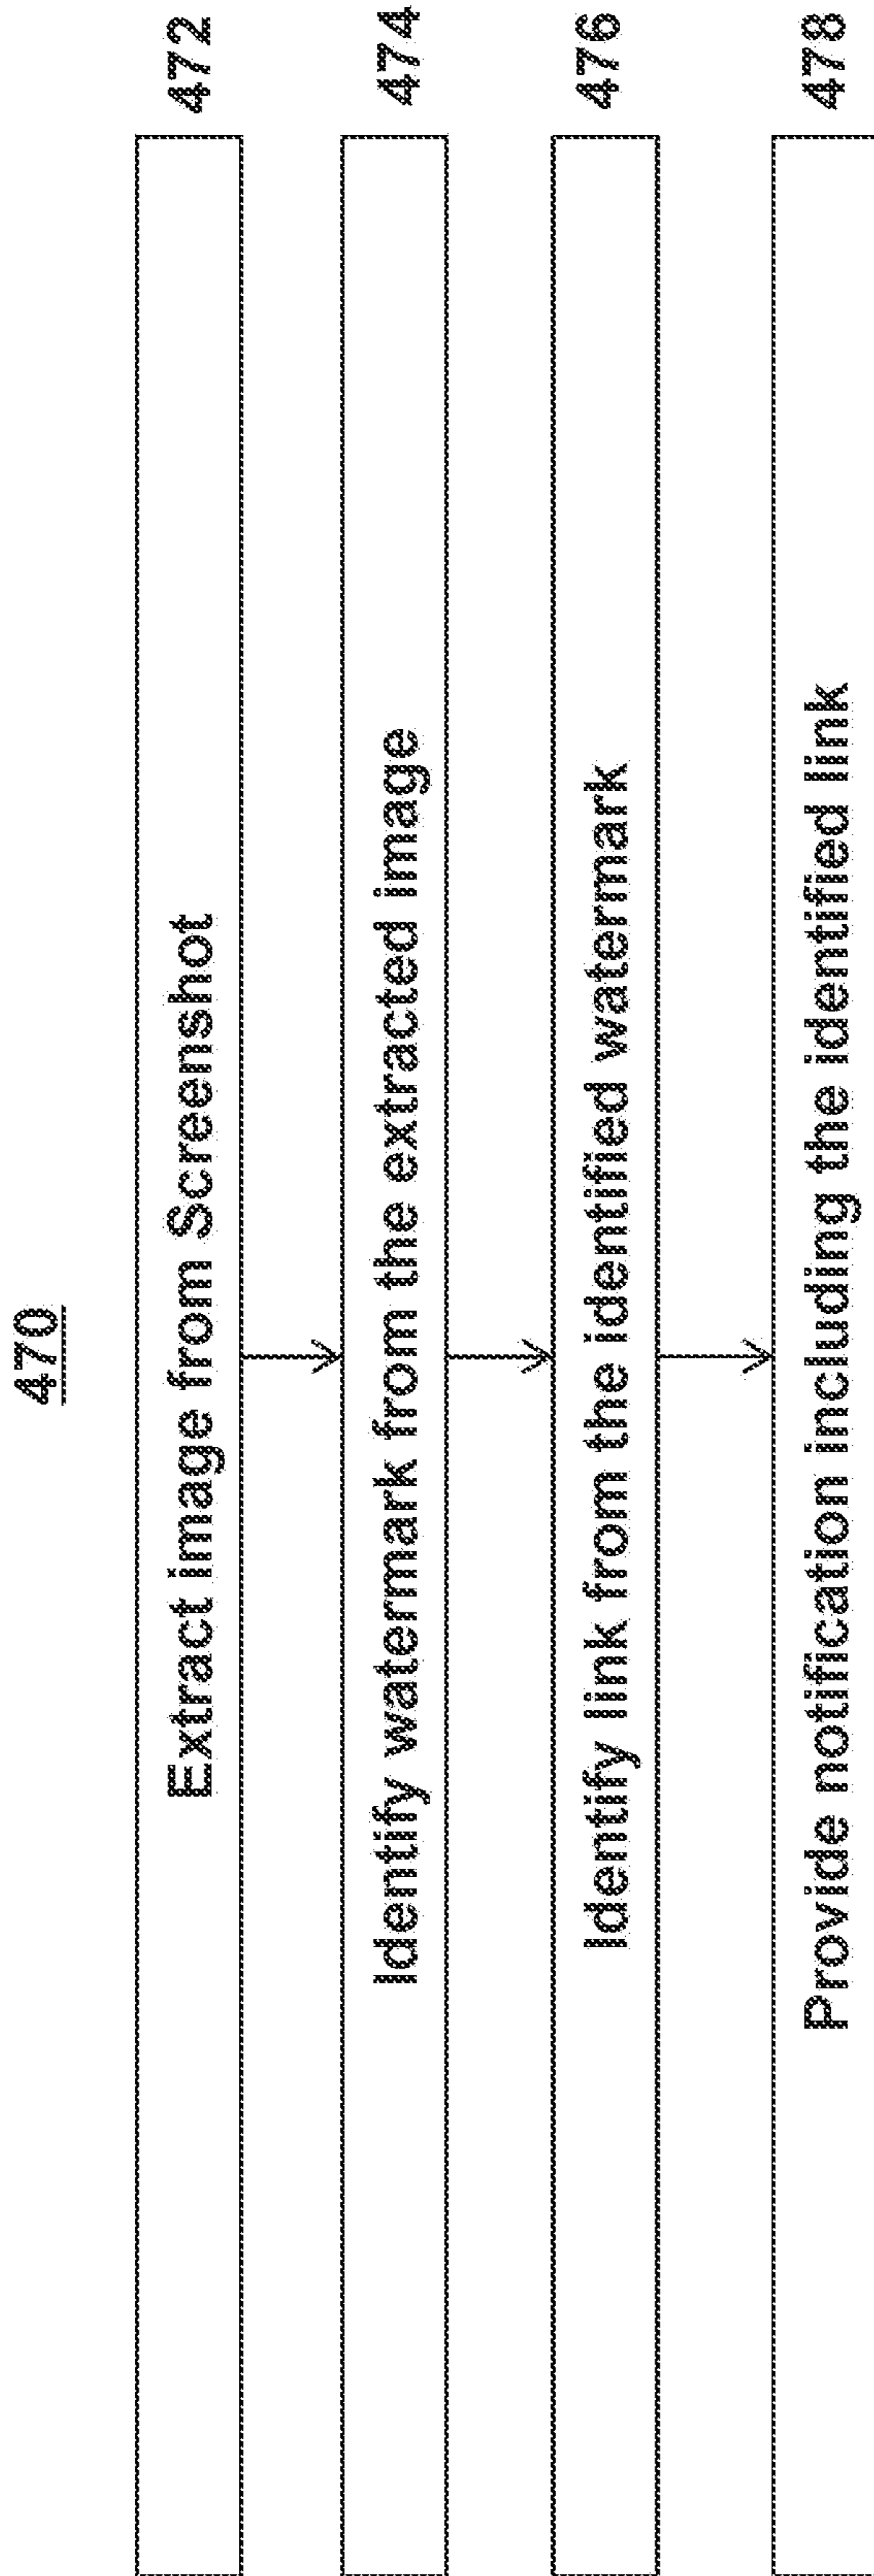 470
Extract image from Screenshot 472
Identify watermark from the extracted image 474
Identify link from the identified watermark 476
Provide notification including the identified link 478